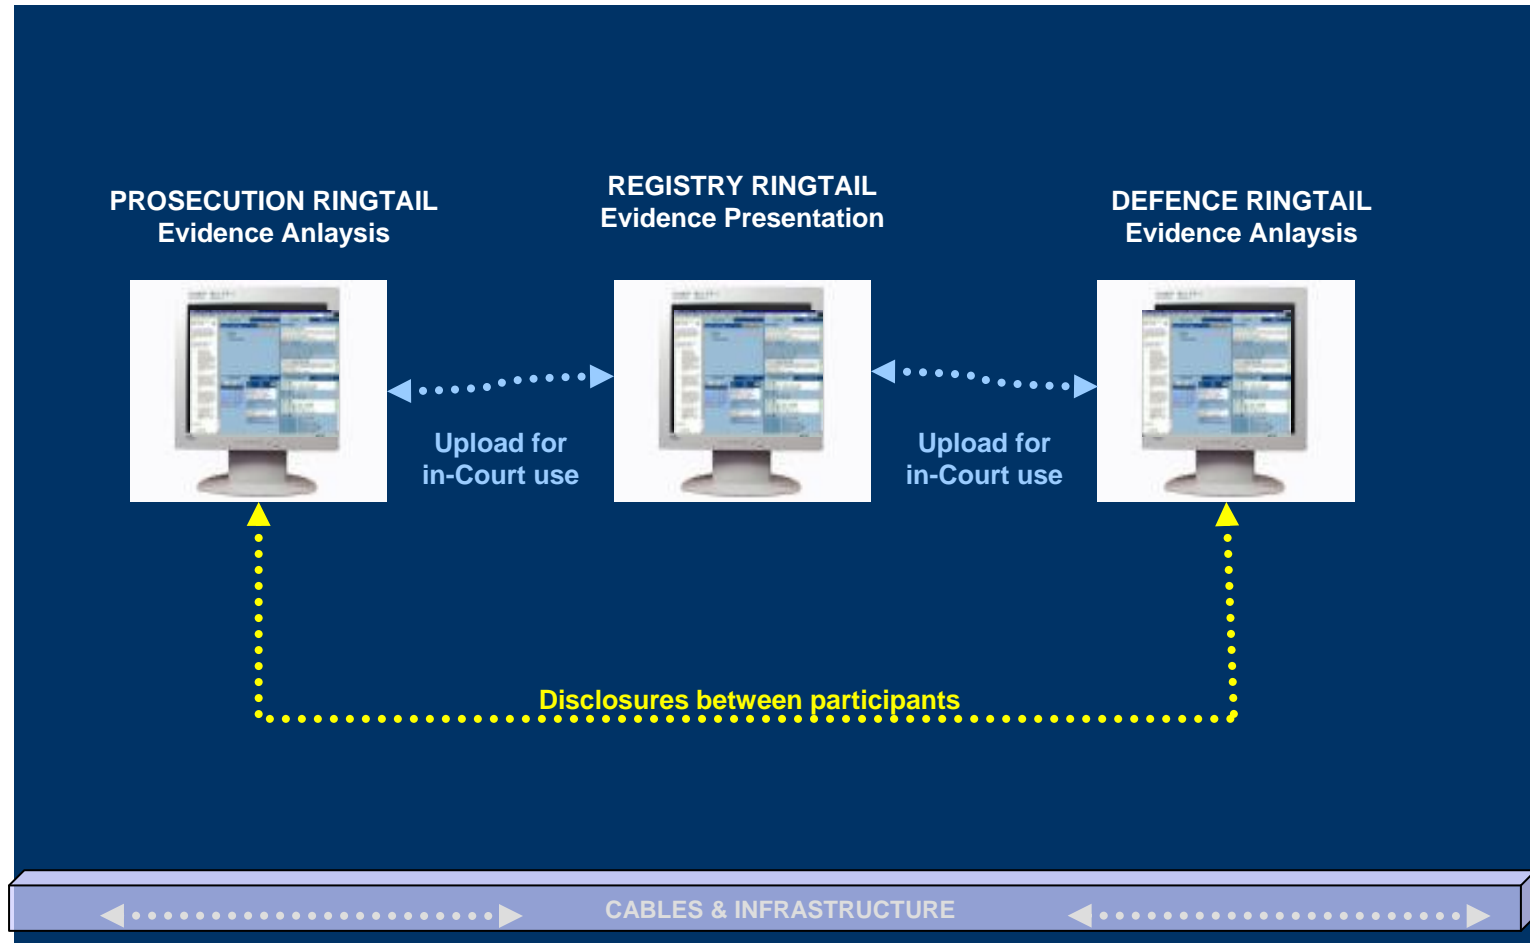 PROSECUTION RINGTAIL
Evidence Anlaysis
REGISTRY RINGTAIL
Evidence Presentation
DEFENCE RINGTAIL
Evidence Anlaysis
Upload for
in-Court use
Upload for
in-Court use
Disclosures between participants
CABLES & INFRASTRUCTURE